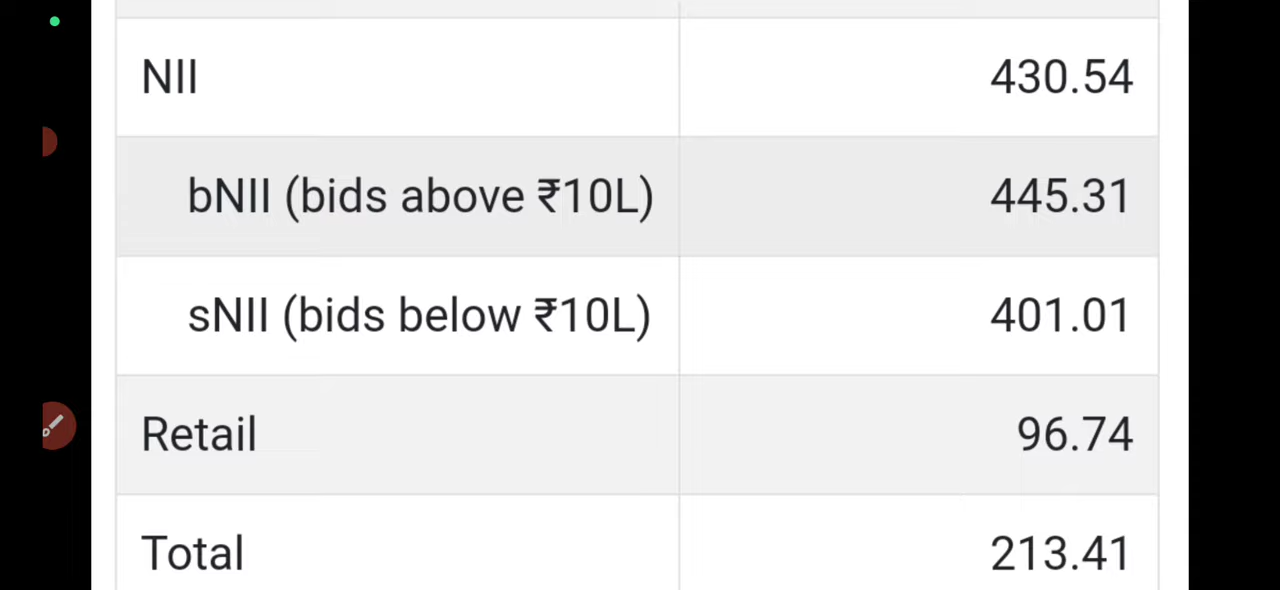 NII 430.54
bNII (bids above ₹10L) 445.31
sNII (bids below ₹10L) 401.01
Retail 96.74
Total 213.41